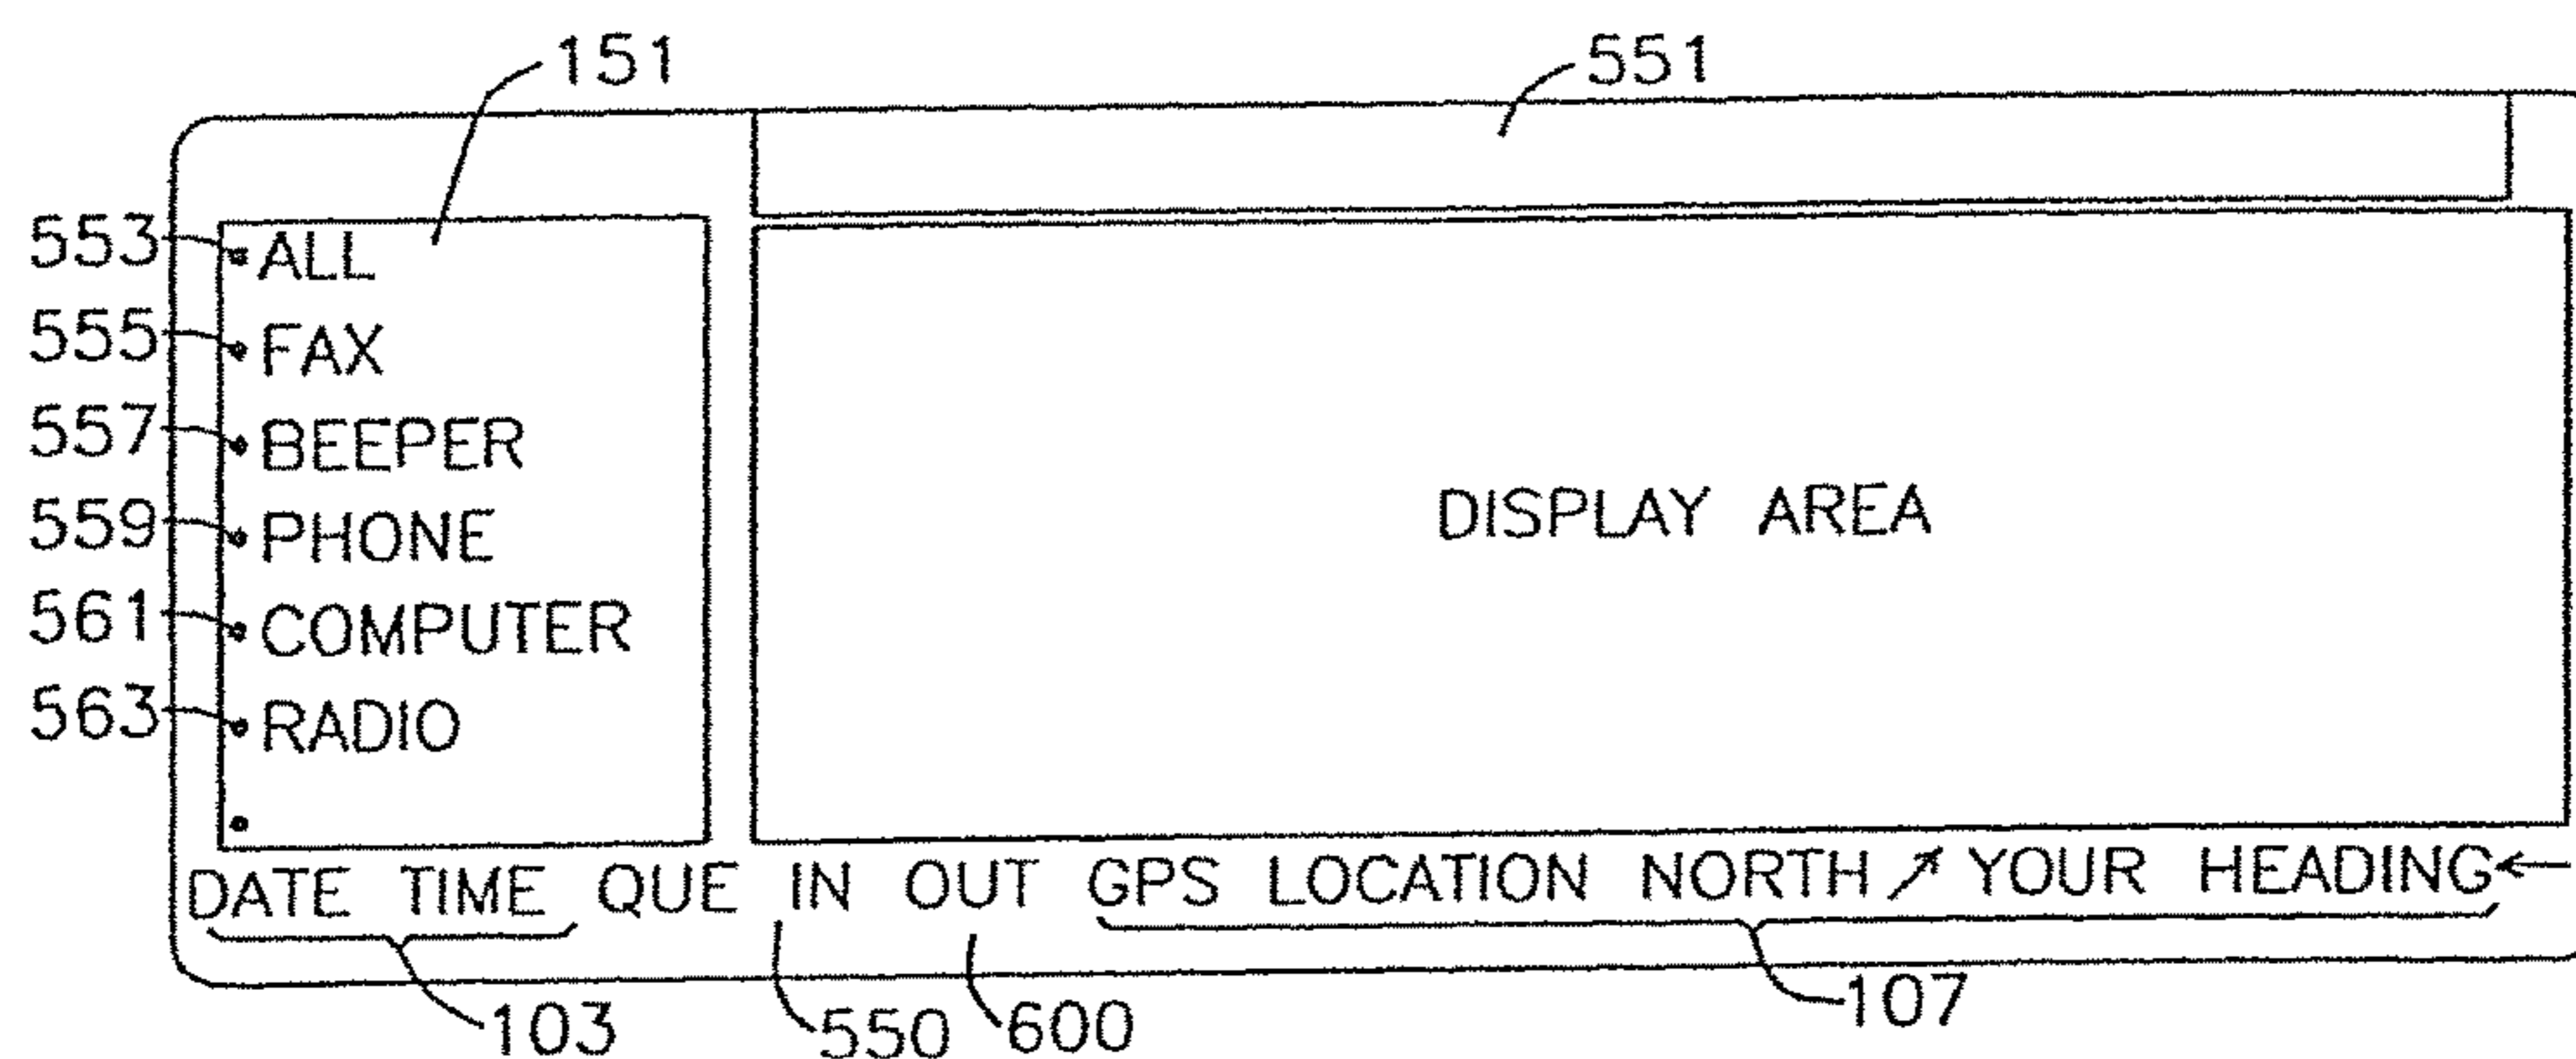 151 551
553 ALL
555 FAX
557 BEEPER
559 PHONE
561 COMPUTER
563 RADIO
DISPLAY AREA
DATE TIME QUE IN OUT GPS LOCATION NORTH ↗ YOUR HEADING ←
103 550 600 107